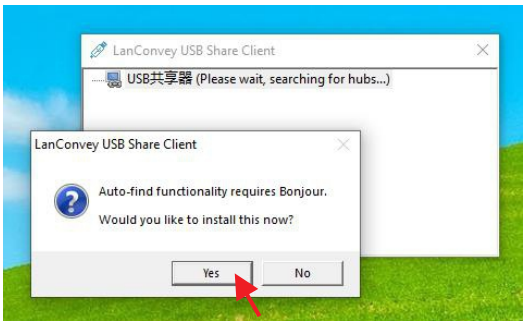 LanConvey USB Share Client
USB共享器 (Please wait, searching for hubs...)
LanConvey USB Share Client
Auto-find functionality requires Bonjour.
Would you like to install this now?
Yes
No